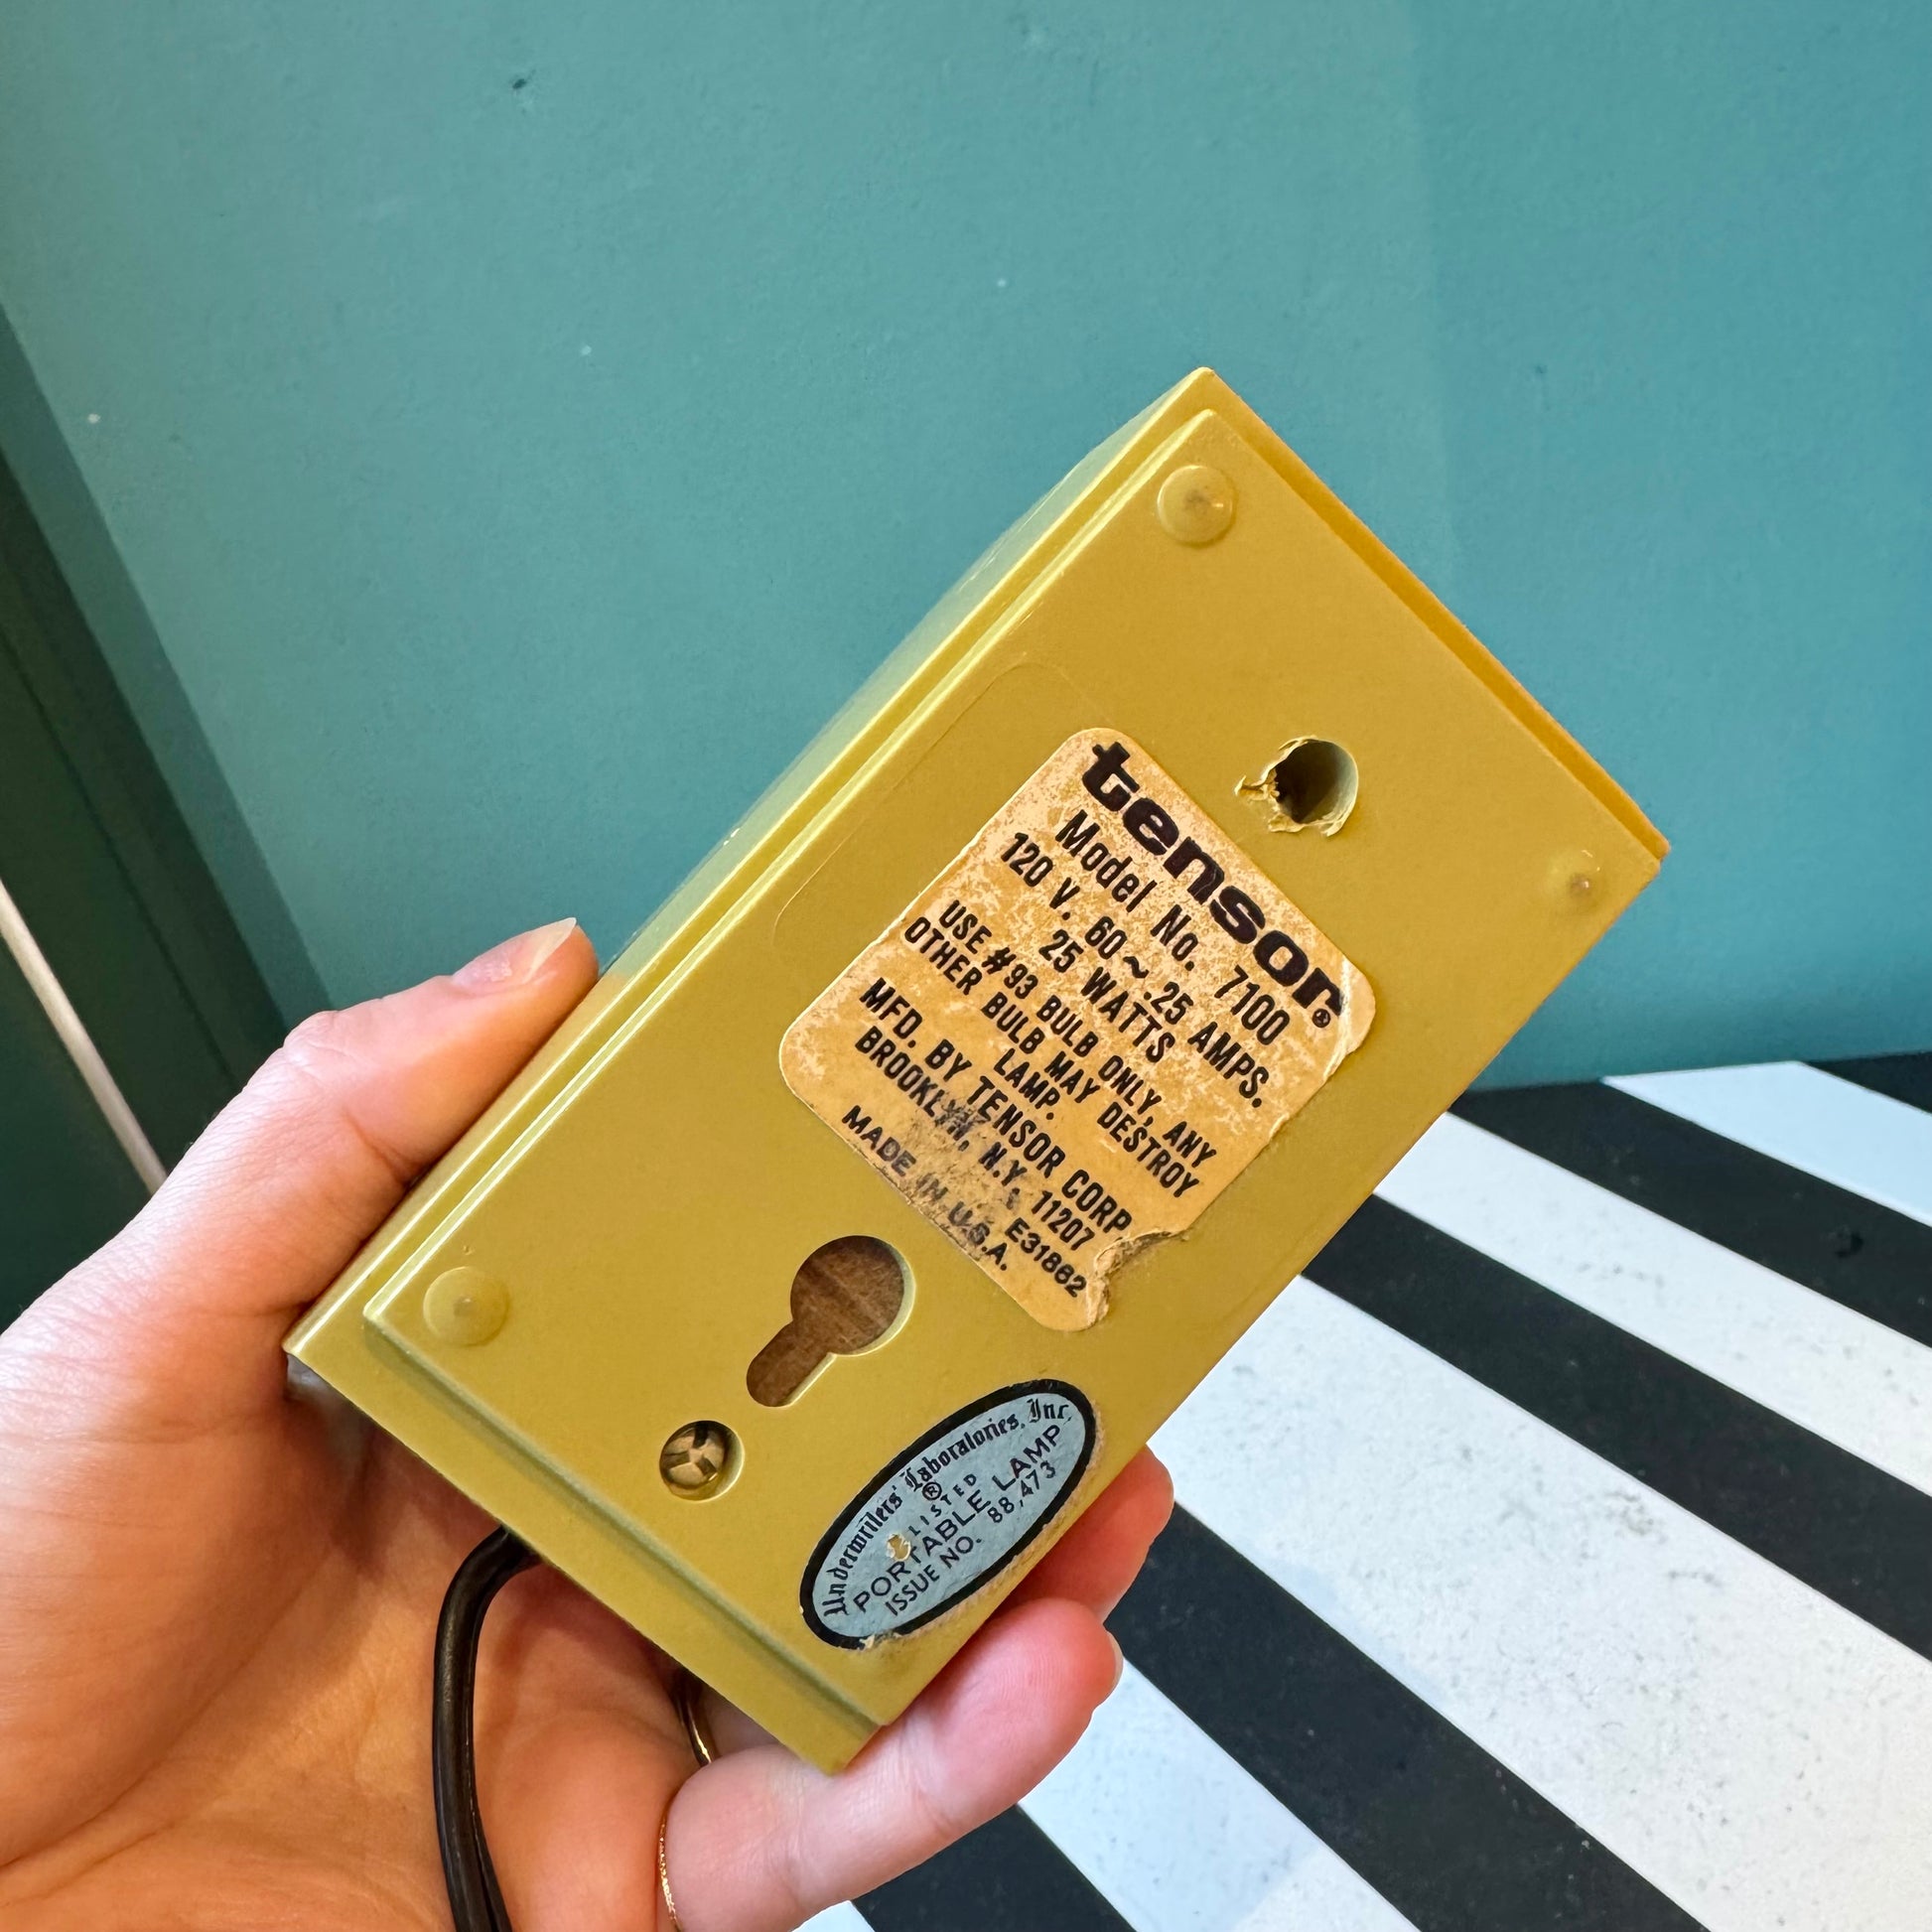 tensor®
Model No. 7100
120 V. 60~.25 AMPS.
25 WATTS
USE #93 BULB ONLY, ANY
OTHER BULB MAY DESTROY
LAMP.
MFD. BY TENSOR CORP.
BROOKLYN, N.Y. 11207
E31862
MADE IN U.S.A.
Underwriters' Laboratories, Inc.
®
LISTED
PORTABLE LAMP
ISSUE NO. 88,473